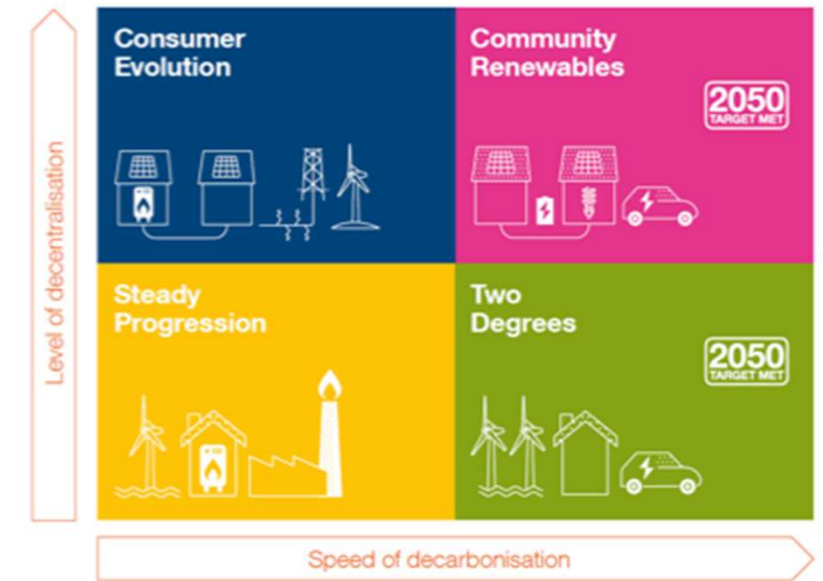 Consumer
Evolution
Community
Renewables
2050
TARGET MET
Level of decentralisation
Steady
Progression
Two
Degrees
2050
TARGET MET
Speed of decarbonisation